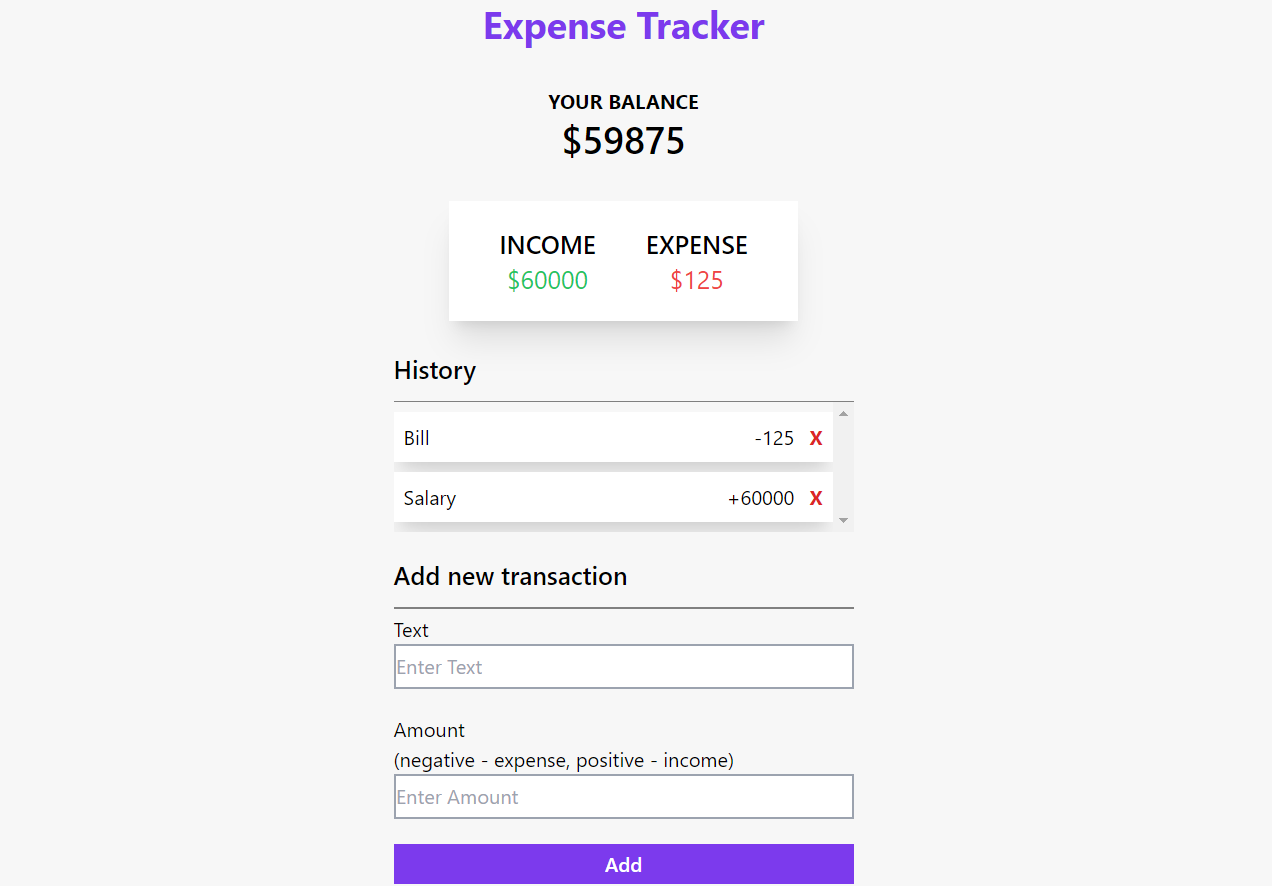 Expense Tracker
YOUR BALANCE
$59875
INCOME EXPENSE
$60000 $125
History
Bill -125 X
Salary +60000 X
Add new transaction
Text
Enter Text
Amount
(negative - expense, positive - income)
Enter Amount
Add